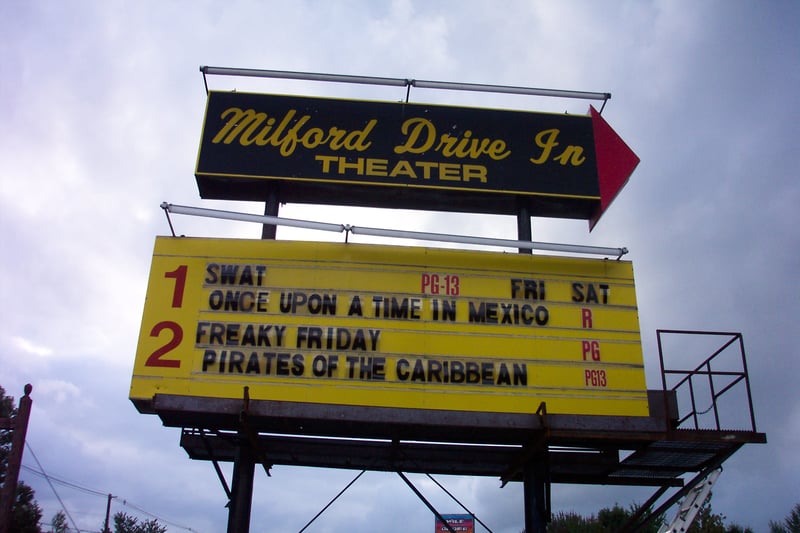 Milford Drive In
THEATER
1 SWAT PG-13 FRI SAT
ONCE UPON A TIME IN MEXICO R
2 FREAKY FRIDAY PG
PIRATES OF THE CARIBBEAN PG13